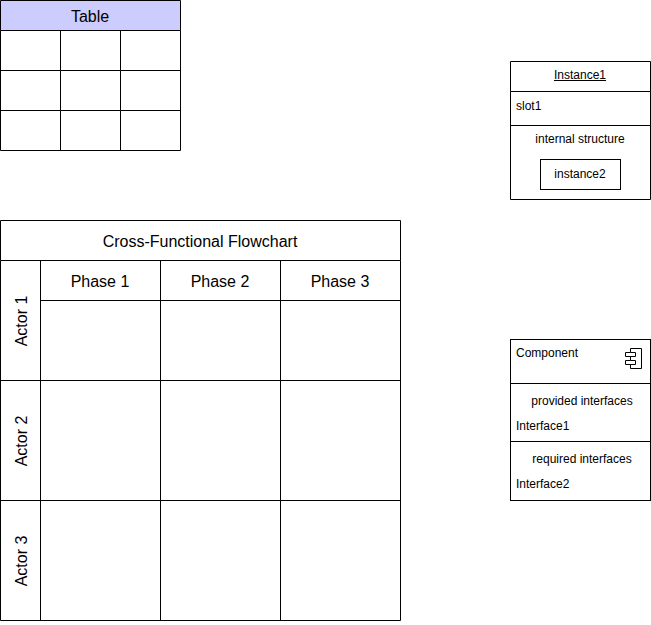 Table
Instance1
slot1
internal structure
instance2
Cross-Functional Flowchart
Phase 1
Phase 2
Phase 3
Actor 1
Actor 2
Actor 3
Component
provided interfaces
Interface1
required interfaces
Interface2